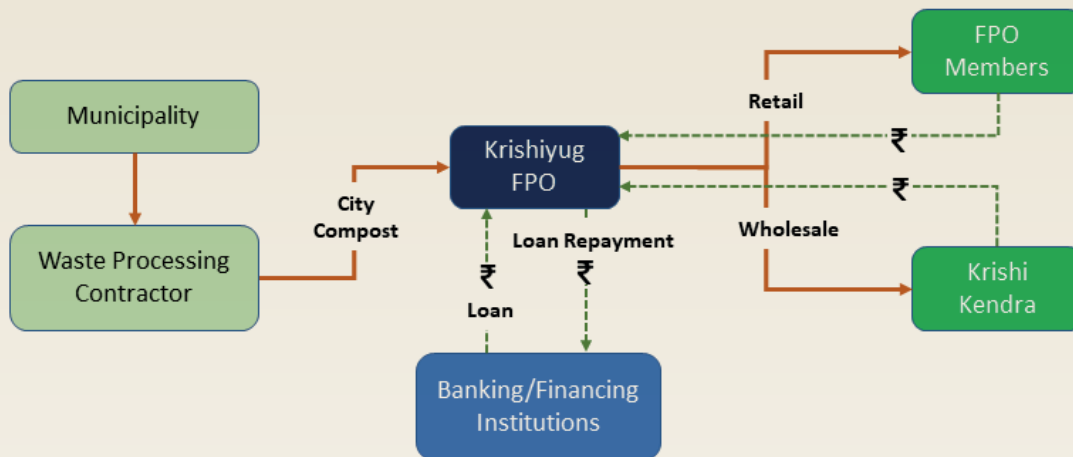 Municipality
Waste Processing
Contractor
City
Compost
Krishiyug
FPO
Retail
Wholesale
FPO
Members
₹
₹
Krishi
Kendra
₹
Loan
Loan Repayment
₹
Banking/Financing
Institutions